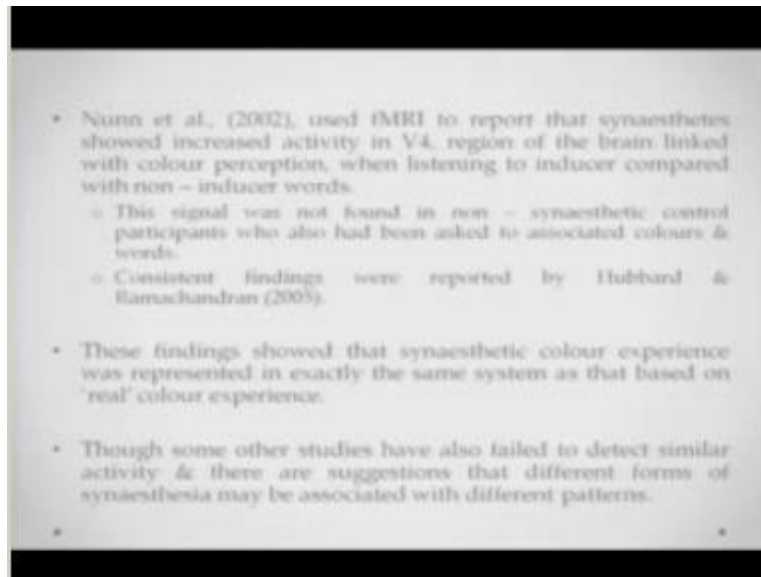 • Nunn et al., (2002), used fMRI to report that synaesthetes
showed increased activity in V4, region of the brain linked
with colour perception, when listening to inducer compared
with non – inducer words.
o This signal was not found in non – synaesthetic control
participants who also had been asked to associated colours &
words.
o Consistent findings were reported by Hubbard &
Ramachandran (2005).
• These findings showed that synaesthetic colour experience
was represented in exactly the same system as that based on
'real' colour experience.
• Though some other studies have also failed to detect similar
activity & there are suggestions that different forms of
synaesthesia may be associated with different patterns.